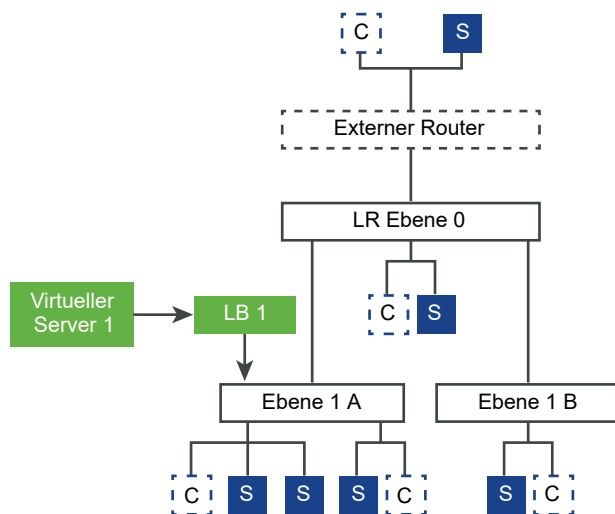 C
S
Externer Router
LR Ebene 0
C
S
Virtueller
Server 1
LB 1
Ebene 1 A
Ebene 1 B
C
S
S
S
C
S
C